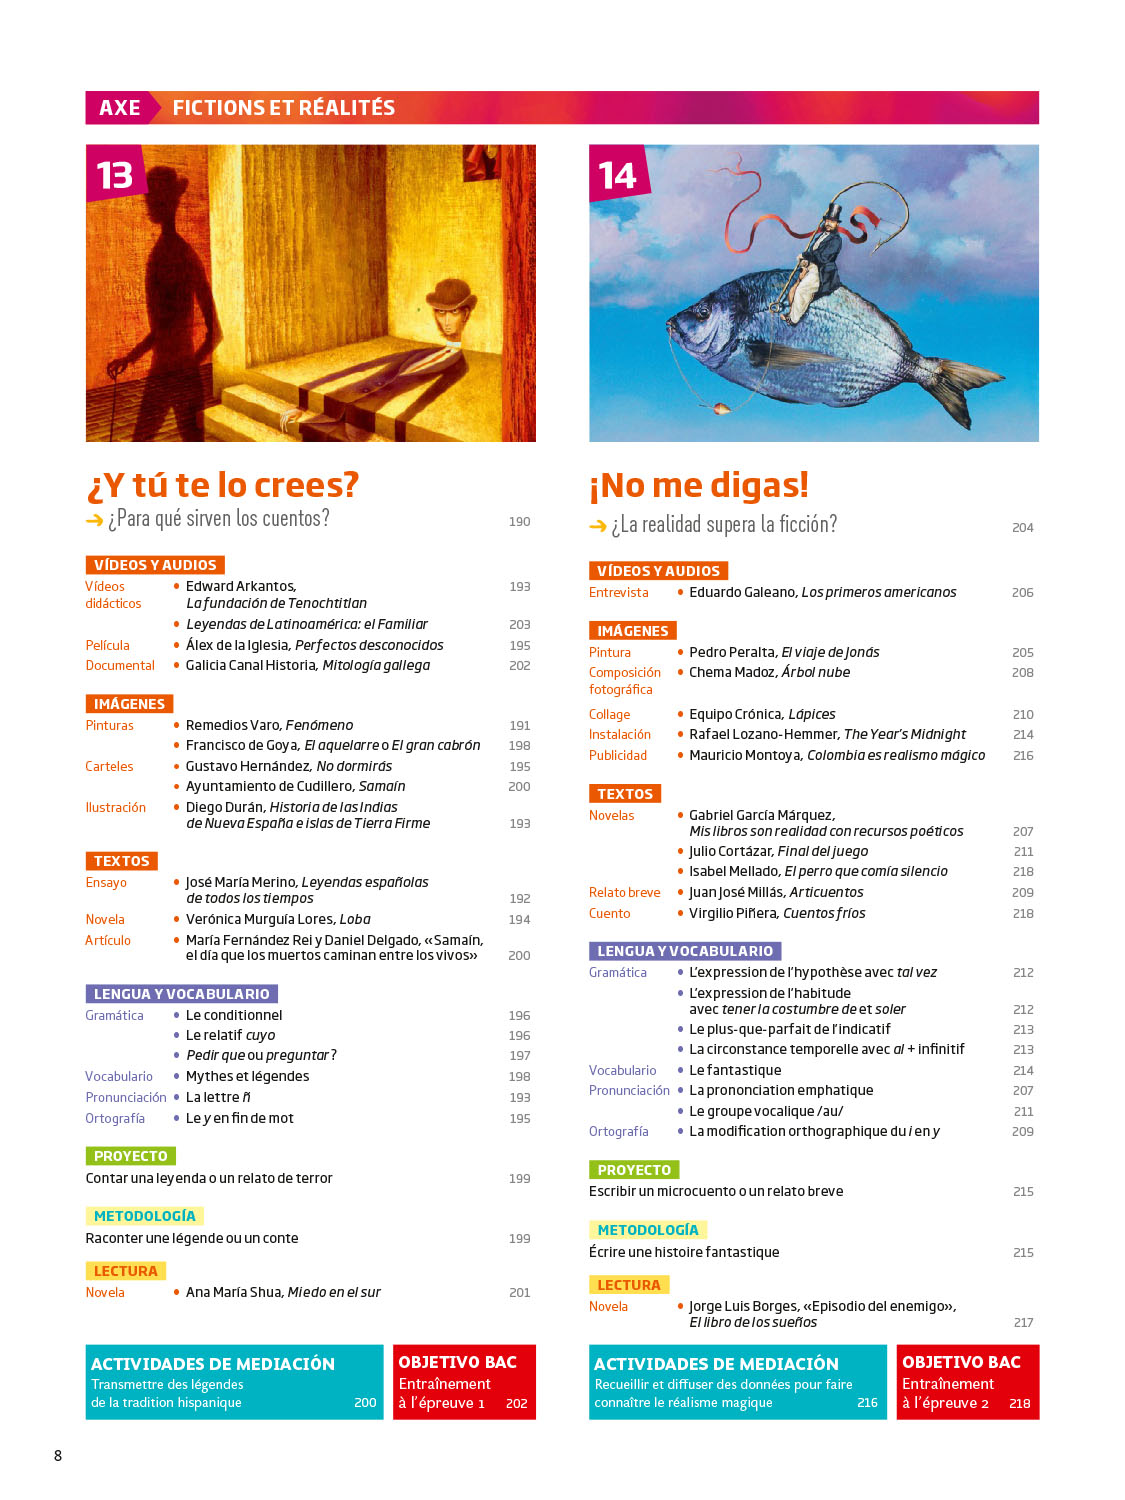 AXE FICTIONS ET RÉALITÉS
13
¿Y tú te lo crees?
➔ ¿Para qué sirven los cuentos? 190
VÍDEOS Y AUDIOS
Vídeos • Edward Arkantos, 193
didácticos La fundación de Tenochtitlan
• Leyendas de Latinoamérica: el Familiar 203
Película • Álex de la Iglesia, Perfectos desconocidos 195
Documental • Galicia Canal Historia, Mitología gallega 202
IMÁGENES
Pinturas • Remedios Varo, Fenómeno 191
• Francisco de Goya, El aquelarre o El gran cabrón 198
Carteles • Gustavo Hernández, No dormirás 195
• Ayuntamiento de Cudillero, Samaín 200
Ilustración • Diego Durán, Historia de las Indias
de Nueva España e islas de Tierra Firme 193
TEXTOS
Ensayo • José María Merino, Leyendas españolas
de todos los tiempos 192
Novela • Verónica Murguía Lores, Loba 194
Artículo • María Fernández Rei y Daniel Delgado, «Samaín,
el día que los muertos caminan entre los vivos» 200
LENGUA Y VOCABULARIO
Gramática • Le conditionnel 196
• Le relatif cuyo 196
• Pedir que ou preguntar ? 197
Vocabulario • Mythes et légendes 198
Pronunciación • La lettre ñ 193
Ortografía • Le y en fin de mot 195
PROYECTO
Contar una leyenda o un relato de terror 199
METODOLOGÍA
Raconter une légende ou un conte 199
LECTURA
Novela • Ana María Shua, Miedo en el sur 201
ACTIVIDADES DE MEDIACIÓN
Transmettre des légendes
de la tradition hispanique 200
OBJETIVO BAC
Entraînement
à l'épreuve 1 202
14
¡No me digas!
➔ ¿La realidad supera la ficción? 204
VÍDEOS Y AUDIOS
Entrevista • Eduardo Galeano, Los primeros americanos 206
IMÁGENES
Pintura • Pedro Peralta, El viaje de Jonás 205
Composición • Chema Madoz, Árbol nube 208
fotográfica
Collage • Equipo Crónica, Lápices 210
Instalación • Rafael Lozano-Hemmer, The Year's Midnight 214
Publicidad • Mauricio Montoya, Colombia es realismo mágico 216
TEXTOS
Novelas • Gabriel García Márquez,
Mis libros son realidad con recursos poéticos 207
• Julio Cortázar, Final del juego 211
• Isabel Mellado, El perro que comía silencio 218
Relato breve • Juan José Millás, Articuentos 209
Cuento • Virgilio Piñera, Cuentos fríos 218
LENGUA Y VOCABULARIO
Gramática • L'expression de l'hypothèse avec tal vez 212
• L'expression de l'habitude
avec tener la costumbre de et soler 212
• Le plus-que-parfait de l'indicatif 213
• La circonstance temporelle avec al + infinitif 213
Vocabulario • Le fantastique 214
Pronunciación • La prononciation emphatique 207
• Le groupe vocalique /au/ 211
Ortografía • La modification orthographique du i en y 209
PROYECTO
Escribir un microcuento o un relato breve 215
METODOLOGÍA
Écrire une histoire fantastique 215
LECTURA
Novela • Jorge Luis Borges, «Episodio del enemigo»,
El libro de los sueños 217
ACTIVIDADES DE MEDIACIÓN
Recueillir et diffuser des données pour faire
connaître le réalisme magique 216
OBJETIVO BAC
Entraînement
à l'épreuve 2 218
8